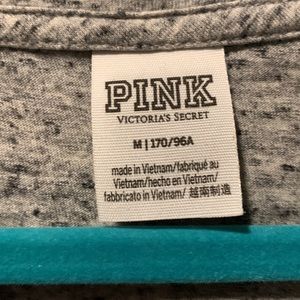 PINK
VICTORIA'S SECRET
M | 170/96A
made in Vietnam/fabriqué au
Vietnam/hecho en Vietnam/
fabbricato in Vietnam/ 越南制造